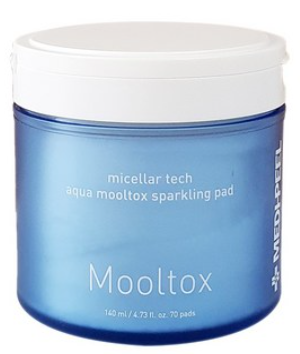 micellar tech
aqua mooltox sparkling pad
Mooltox
140 ml / 4.73 fl. oz. 70 pads
MEDI-PEEL